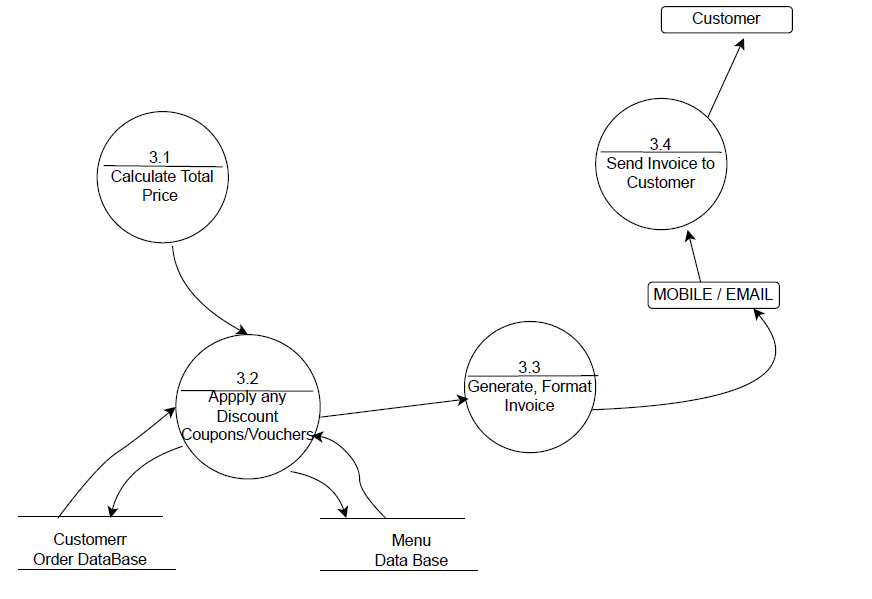 Customer
3.1
Calculate Total
Price
3.4
Send Invoice to
Customer
MOBILE / EMAIL
3.2
Appply any
Discount
Coupons/Vouchers
3.3
Generate, Format
Invoice
Customerr
Order DataBase
Menu
Data Base